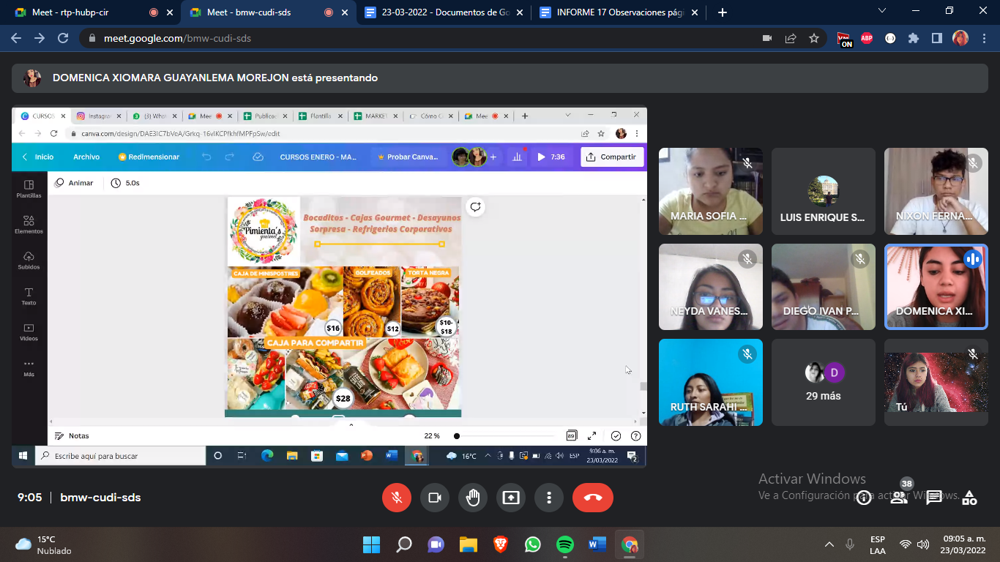 Meet - rtp-hubp-cir
Meet - bmw-cudi-sds
23-03-2022 - Documentos de Go
INFORME 17 Observaciones pági
meet.google.com/bmw-cudi-sds
ABP
ON
DOMENICA XIOMARA GUAYANLEMA MOREJON está presentando
CURSOS
Instagra
(3) Wha
Mee
Publica
Plantilla
MARKET
Cómo C
Mee
canva.com/design/DAE3IC7bVeA/Grkq-16vIKCPfkhfMPFpSw/edit
Inicio
Archivo
Redimensionar
CURSOS ENERO - MA...
Probar Canva...
7:36
Compartir
Plantillas
Elementos
Subidos
Texto
Videos
Más
Animar
5.0s
Pimienta's
gourmet
Bocaditos - Cajas Gourmet - Desayunos
Sorpresa - Refrigerios Corparativos
CAJA DE MINISPOSTRES
GOLFEADOS
TORTA NEGRA
$16
$12
$10-
$18
CAJA PARA COMPARTIR
$28
Notas
22 %
89
Escribe aquí para buscar
16°C
ESP
9:06 a. m.
23/03/2022
2
MARIA SOFIA ...
LUIS ENRIQUE S...
NIXON FERNA...
NEYDA VANES...
DIEGO IVAN P...
DOMENICA XI...
RUTH SARAHI ...
D
29 más
Tú
9:05
bmw-cudi-sds
38
Activar Windows
Ve a Configuración para activar Windows.
15°C
Nublado
ESP
LAA
09:05 a. m.
23/03/2022